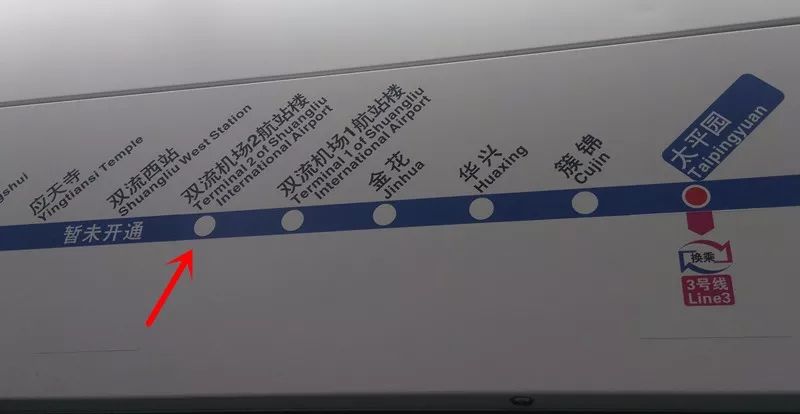 gshui
应天寺
Yingtiansi Temple
双流西站
Shuangliu West Station
双流机场2航站楼
Terminal 2 of Shuangliu
International Airport
双流机场1航站楼
Terminal 1 of Shuangliu
International Airport
金花
Jinhua
华兴
Huaxing
簇锦
Cujin
太平园
Taipingyuan
暂未开通
换乘
3号线
Line3